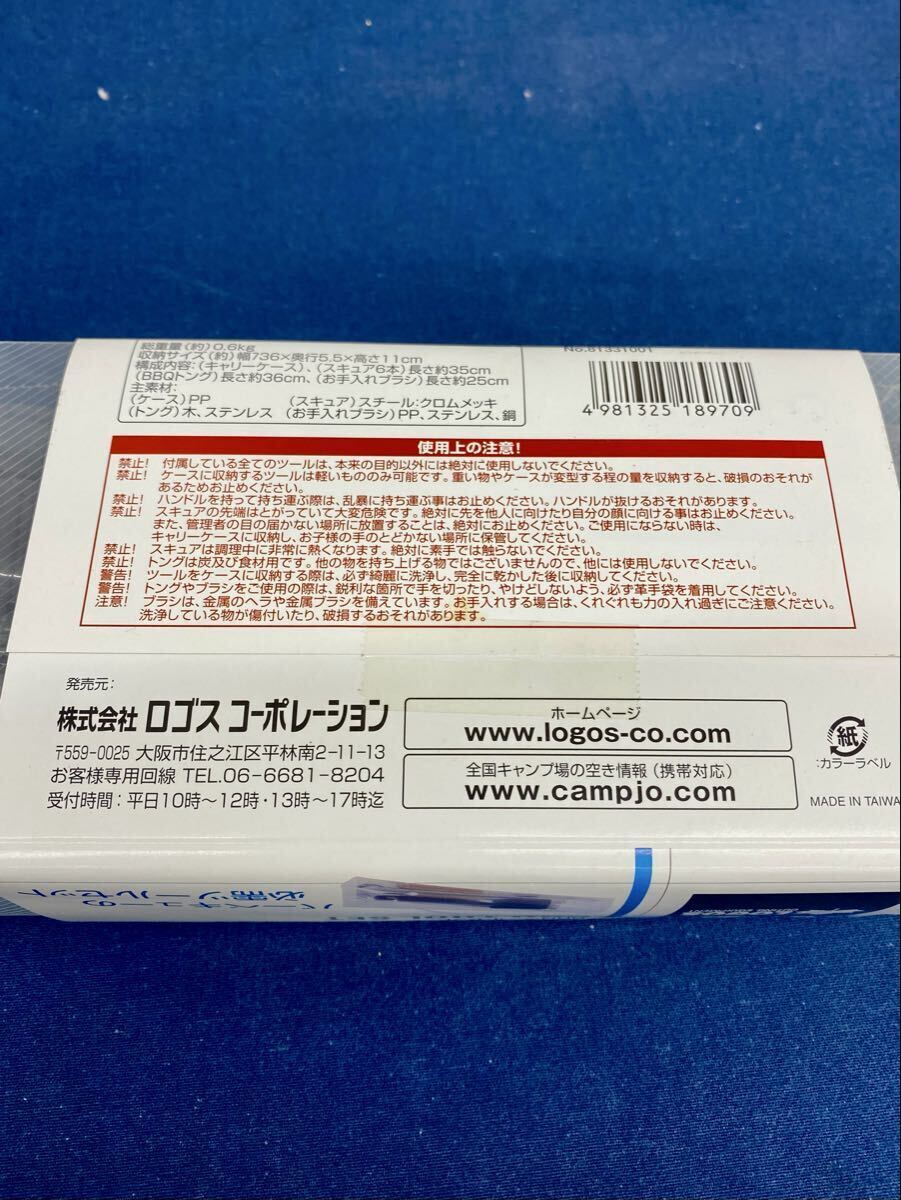 総重量(約)0.6kg
収納サイズ(約)幅736×奥行5.5×高さ11cm
構成内容:(キャリーケース)、(スキュア6本)長さ約35cm
(BBQトング)長さ約36cm、(お手入れブラシ)長さ約25cm
主素材:
(ケース)PP　(スキュア)スチール:クロムメッキ
(トング)木、ステンレス　(お手入れブラシ)PP、ステンレス、銅
No.81331001
4 981325 189709
使用上の注意!
禁止! 付属している全てのツールは、本来の目的以外には絶対に使用しないでください。
禁止! ケースに収納するツールは軽いもののみ可能です。重い物やケースが変型する程の量を収納すると、破損のおそれが
あるためお止めください。
禁止! ハンドルを持って持ち運ぶ際は、乱暴に持ち運ぶ事はお止めください。ハンドルが抜けるおそれがあります。
禁止! スキュアの先端はとがっていて大変危険です。絶対に先を他人に向けたり自分の顔に向ける事はお止めください。
また、管理者の目の届かない場所に放置することは、絶対にお止めください。ご使用にならない時は、
キャリーケースに収納し、お子様の手のとどかない場所に保管してください。
禁止! スキュアは調理中に非常に熱くなります。絶対に素手では触らないでください。
禁止! トングは炭及び食材用です。他の物を持ち上げる物ではございませんので、他には使用しないでください。
警告! ツールをケースに収納する際は、必ず綺麗に洗浄し、完全に乾かした後に収納してください。
警告! トングやブラシをご使用の際は、鋭利な箇所で手を切ったり、やけどしないよう、必ず革手袋を着用してください。
注意! ブラシは、金属のヘラや金属ブラシを備えています。お手入れする場合は、くれぐれも力の入れ過ぎにご注意ください。
洗浄している物が傷付いたり、破損するおそれがあります。
発売元:
株式会社 ロゴス コーポレーション
〒559-0025 大阪市住之江区平林南2-11-13
お客様専用回線 TEL.06-6681-8204
受付時間:平日10時〜12時・13時〜17時迄
ホームページ
www.logos-co.com
全国キャンプ場の空き情報(携帯対応)
www.campjo.com
紙
:カラーラベル
MADE IN TAIWA
バーベキューの
必需ツールセット